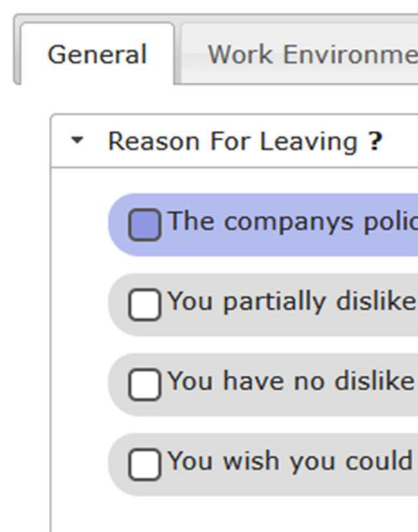 General Work Environme
Reason For Leaving ?
The companys polic
You partially dislike
You have no dislike
You wish you could